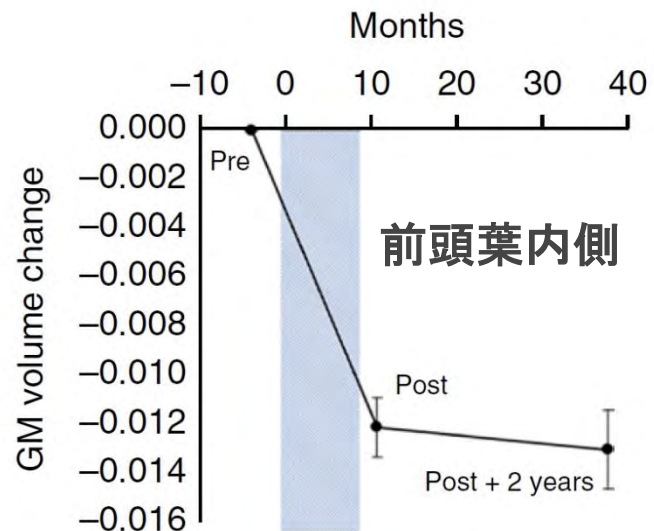 Months
−10 0 10 20 30 40
0.000
−0.002
−0.004
−0.006
−0.008
−0.010
−0.012
−0.014
−0.016
GM volume change
Pre
前頭葉内側
Post
Post + 2 years